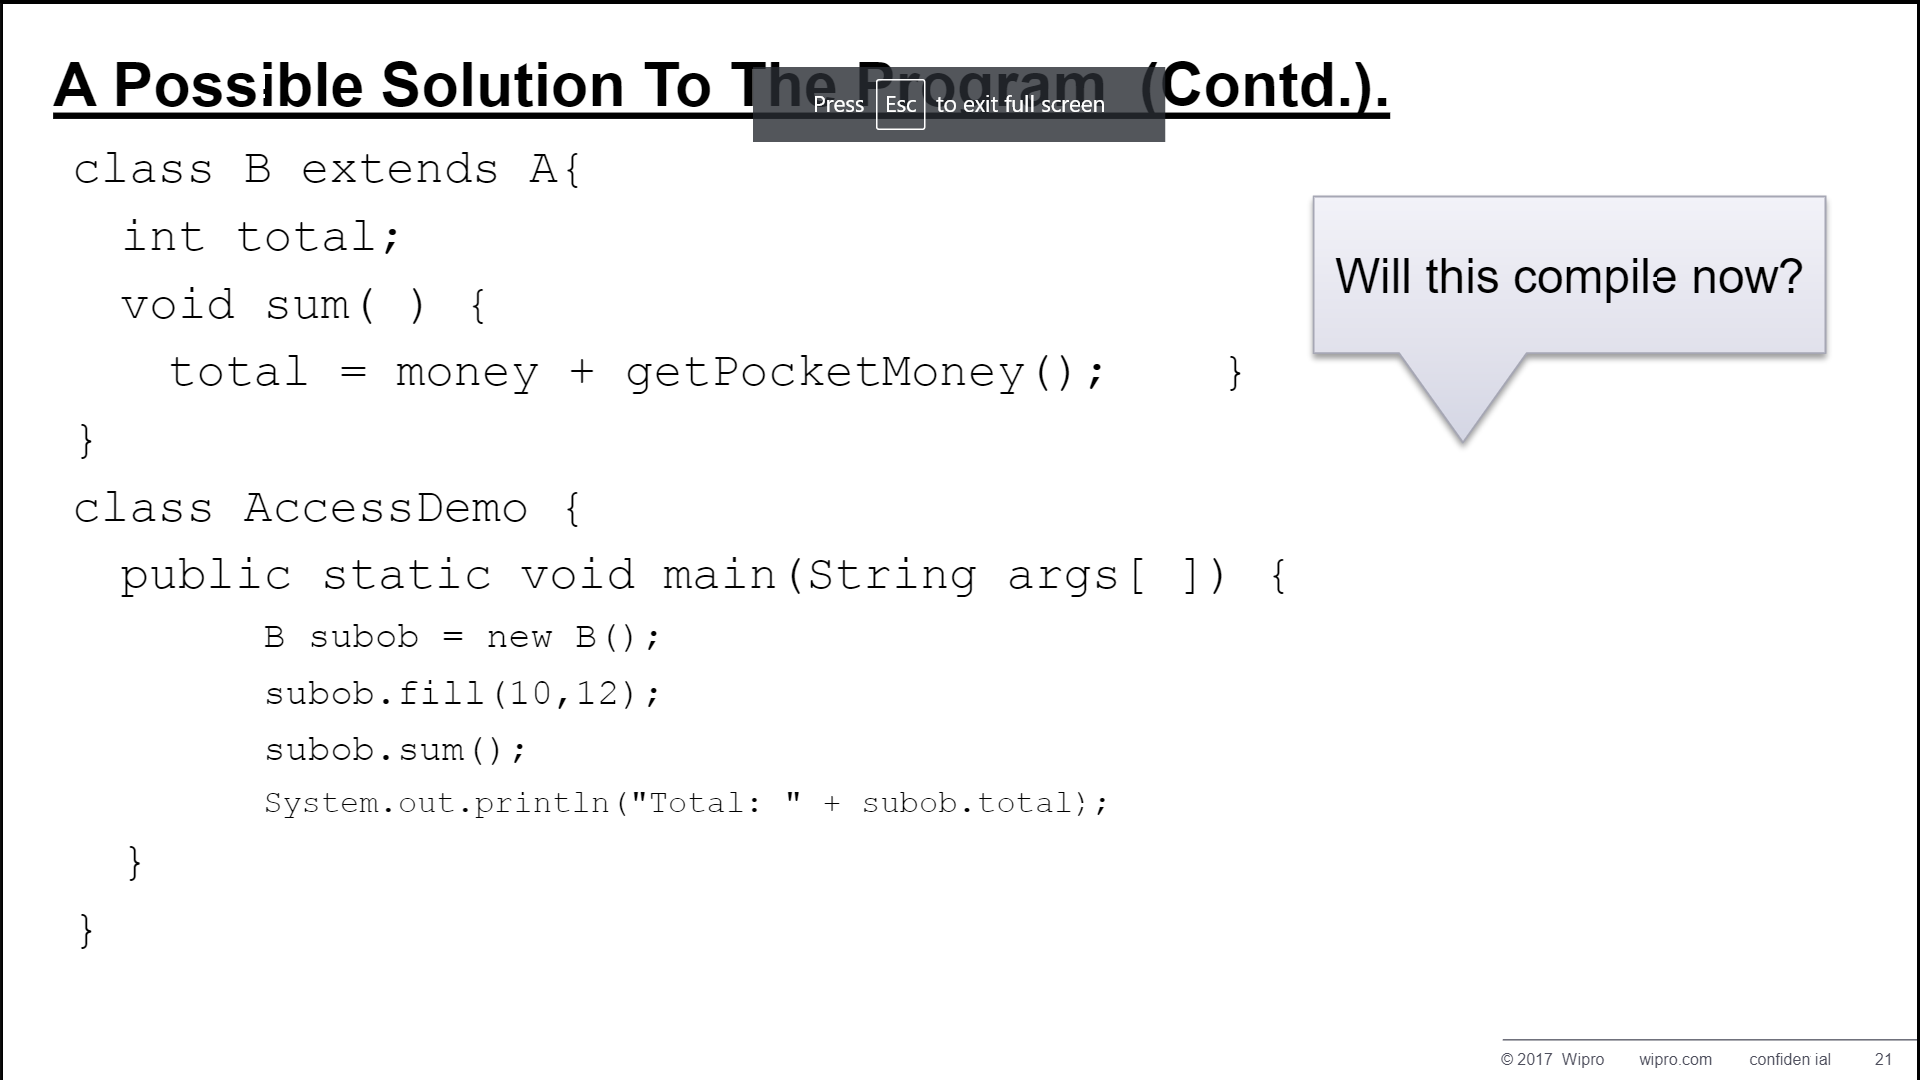 A Possible Solution To The Program (Contd.).
Press Esc to exit full screen
class B extends A{
int total;
void sum( ) {
total = money + getPocketMoney(); }
}
Will this compile now?
class AccessDemo {
public static void main(String args[ ]) {
B subob = new B();
subob.fill(10,12);
subob.sum();
System.out.println("Total: " + subob.total);
}
}
© 2017 Wipro wipro.com confiden ial 21